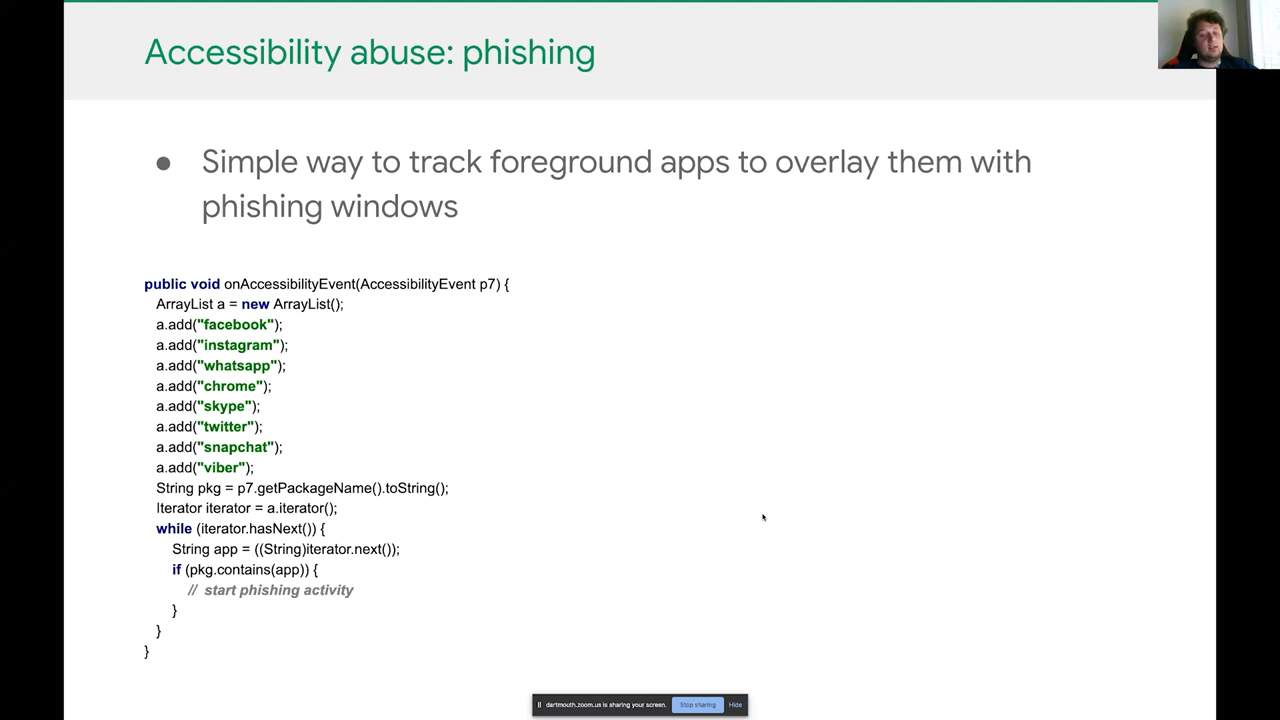 Accessibility abuse: phishing
● Simple way to track foreground apps to overlay them with
phishing windows
public void onAccessibilityEvent(AccessibilityEvent p7) {
ArrayList a = new ArrayList();
a.add("facebook");
a.add("instagram");
a.add("whatsapp");
a.add("chrome");
a.add("skype");
a.add("twitter");
a.add("snapchat");
a.add("viber");
String pkg = p7.getPackageName().toString();
Iterator iterator = a.iterator();
while (iterator.hasNext()) {
String app = ((String)iterator.next());
if (pkg.contains(app)) {
// start phishing activity
}
}
}
dartmouth.zoom.us is sharing your screen. Stop sharing Hide